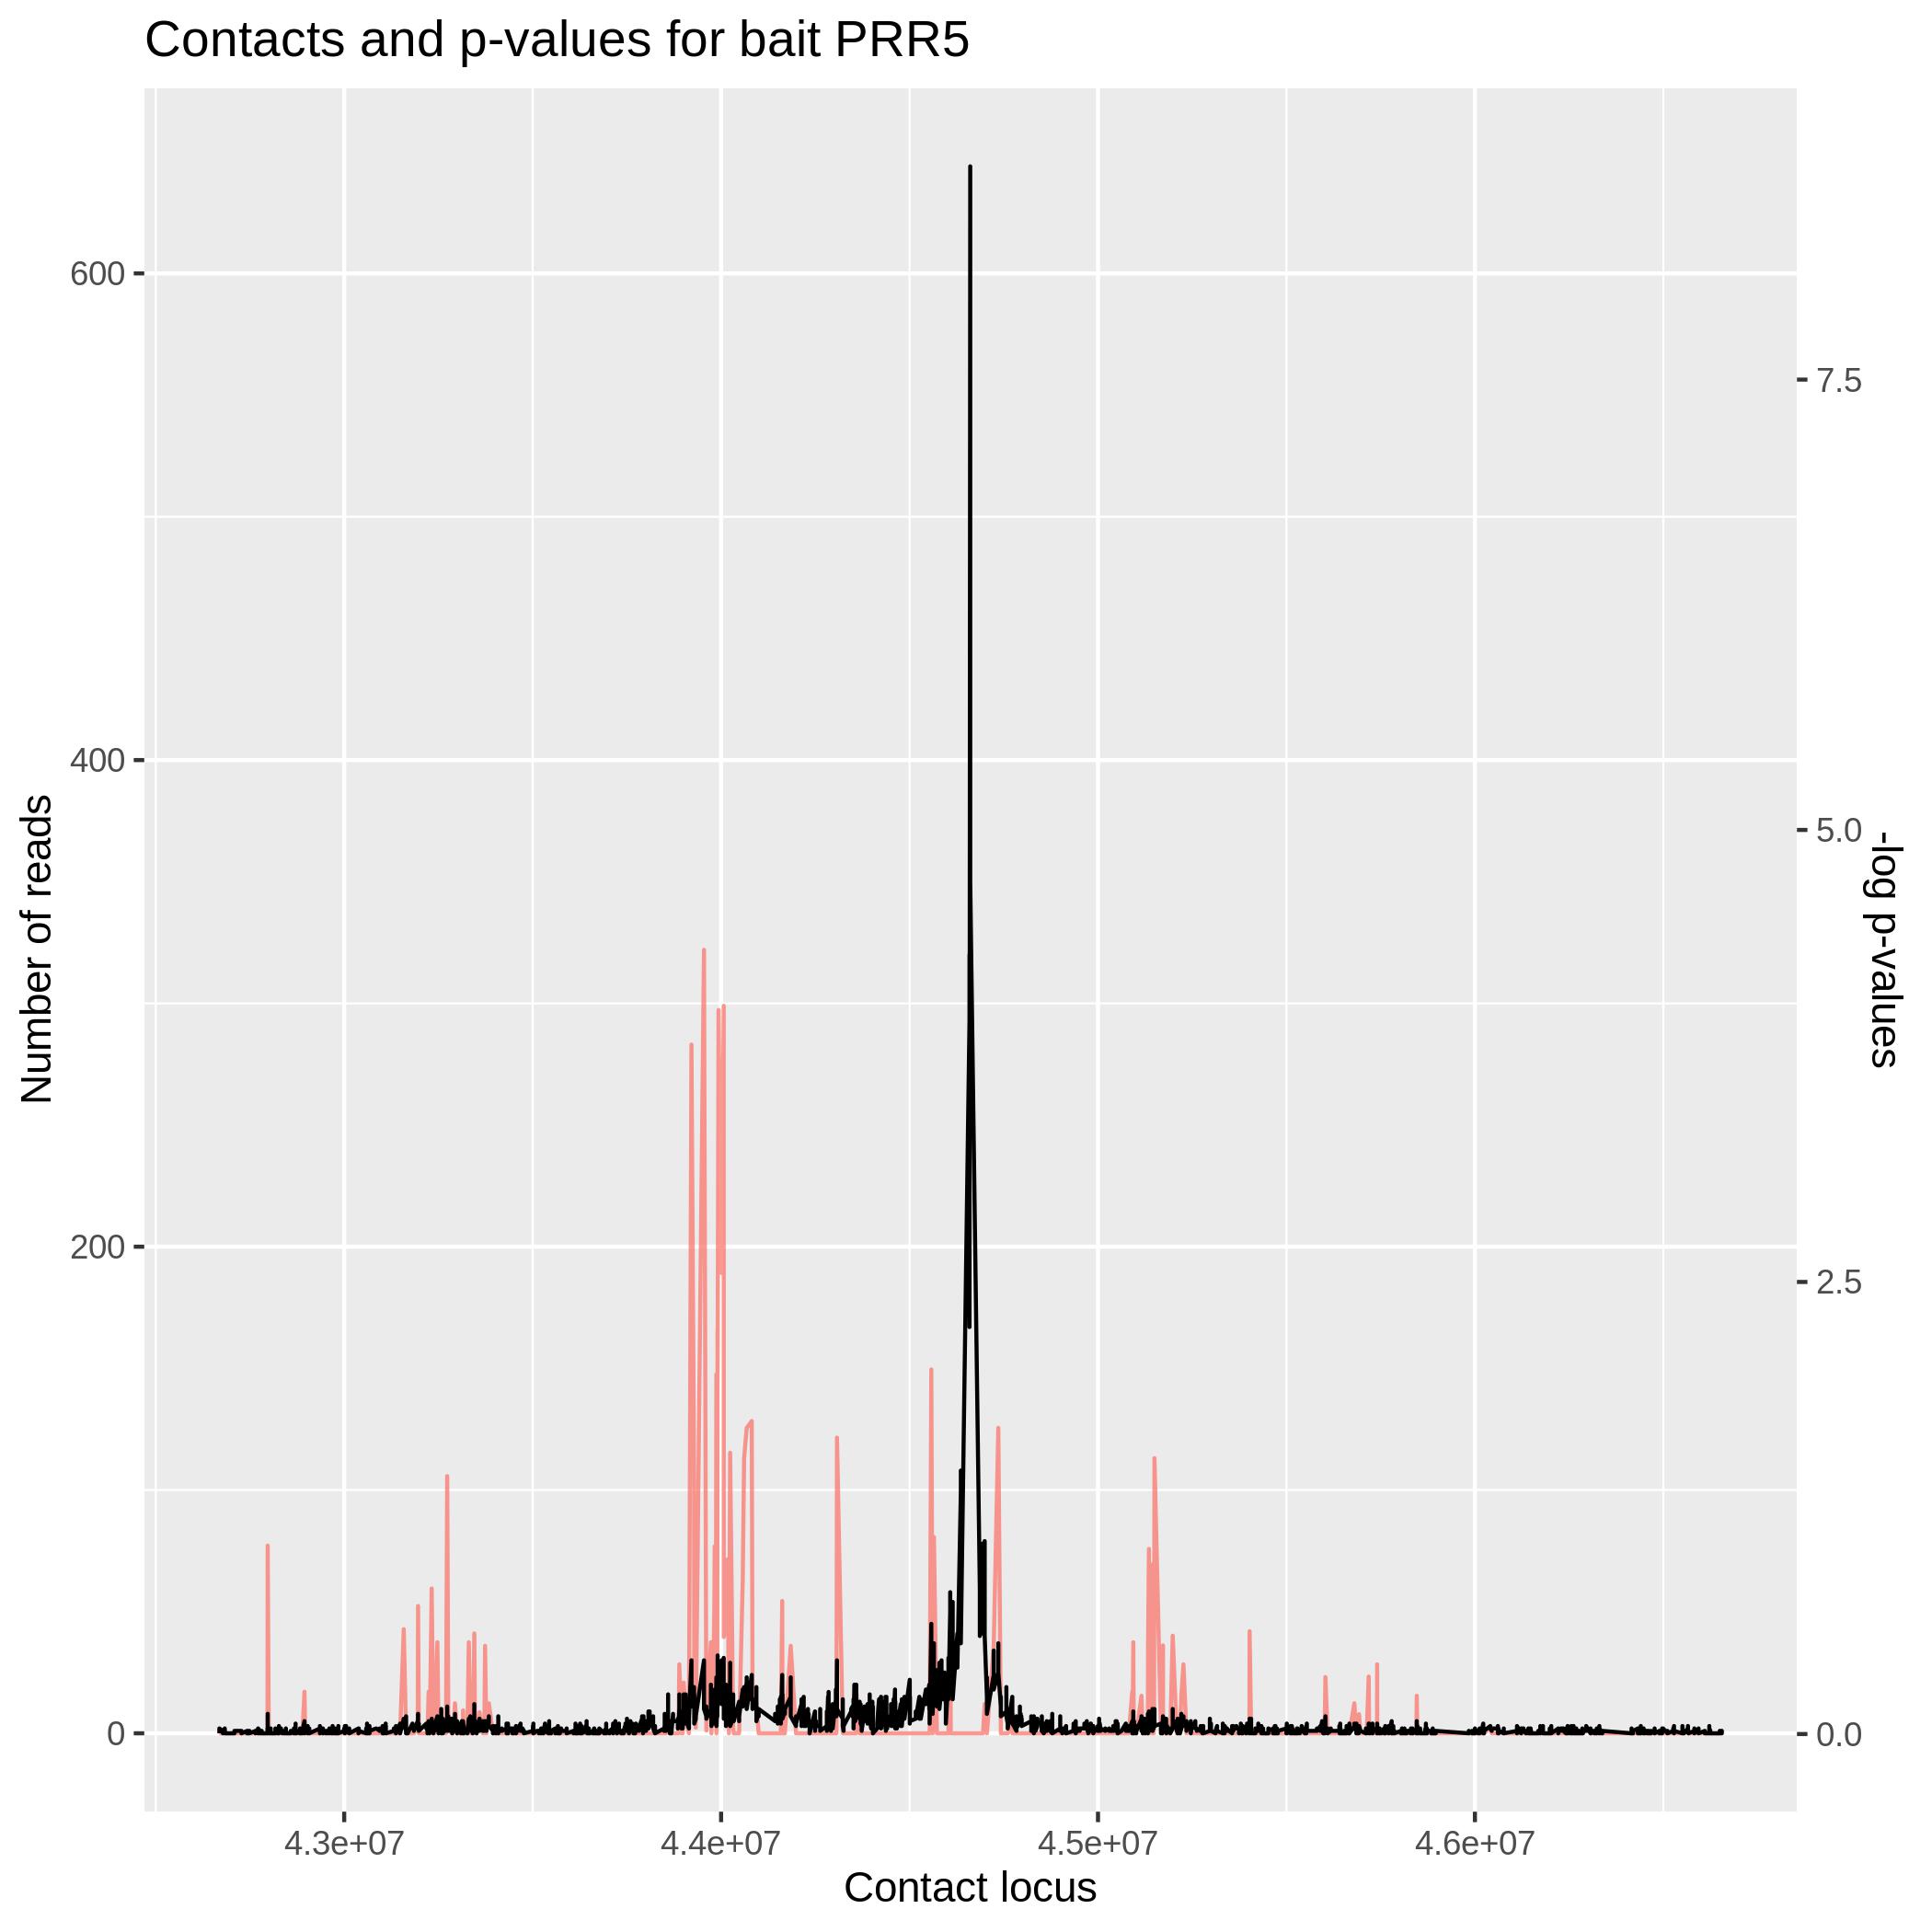 Contacts and p-values for bait PRR5
600
400
200
0
Number of reads
7.5
5.0
2.5
0.0
-log p-values
4.3e+07
4.4e+07
4.5e+07
4.6e+07
Contact locus